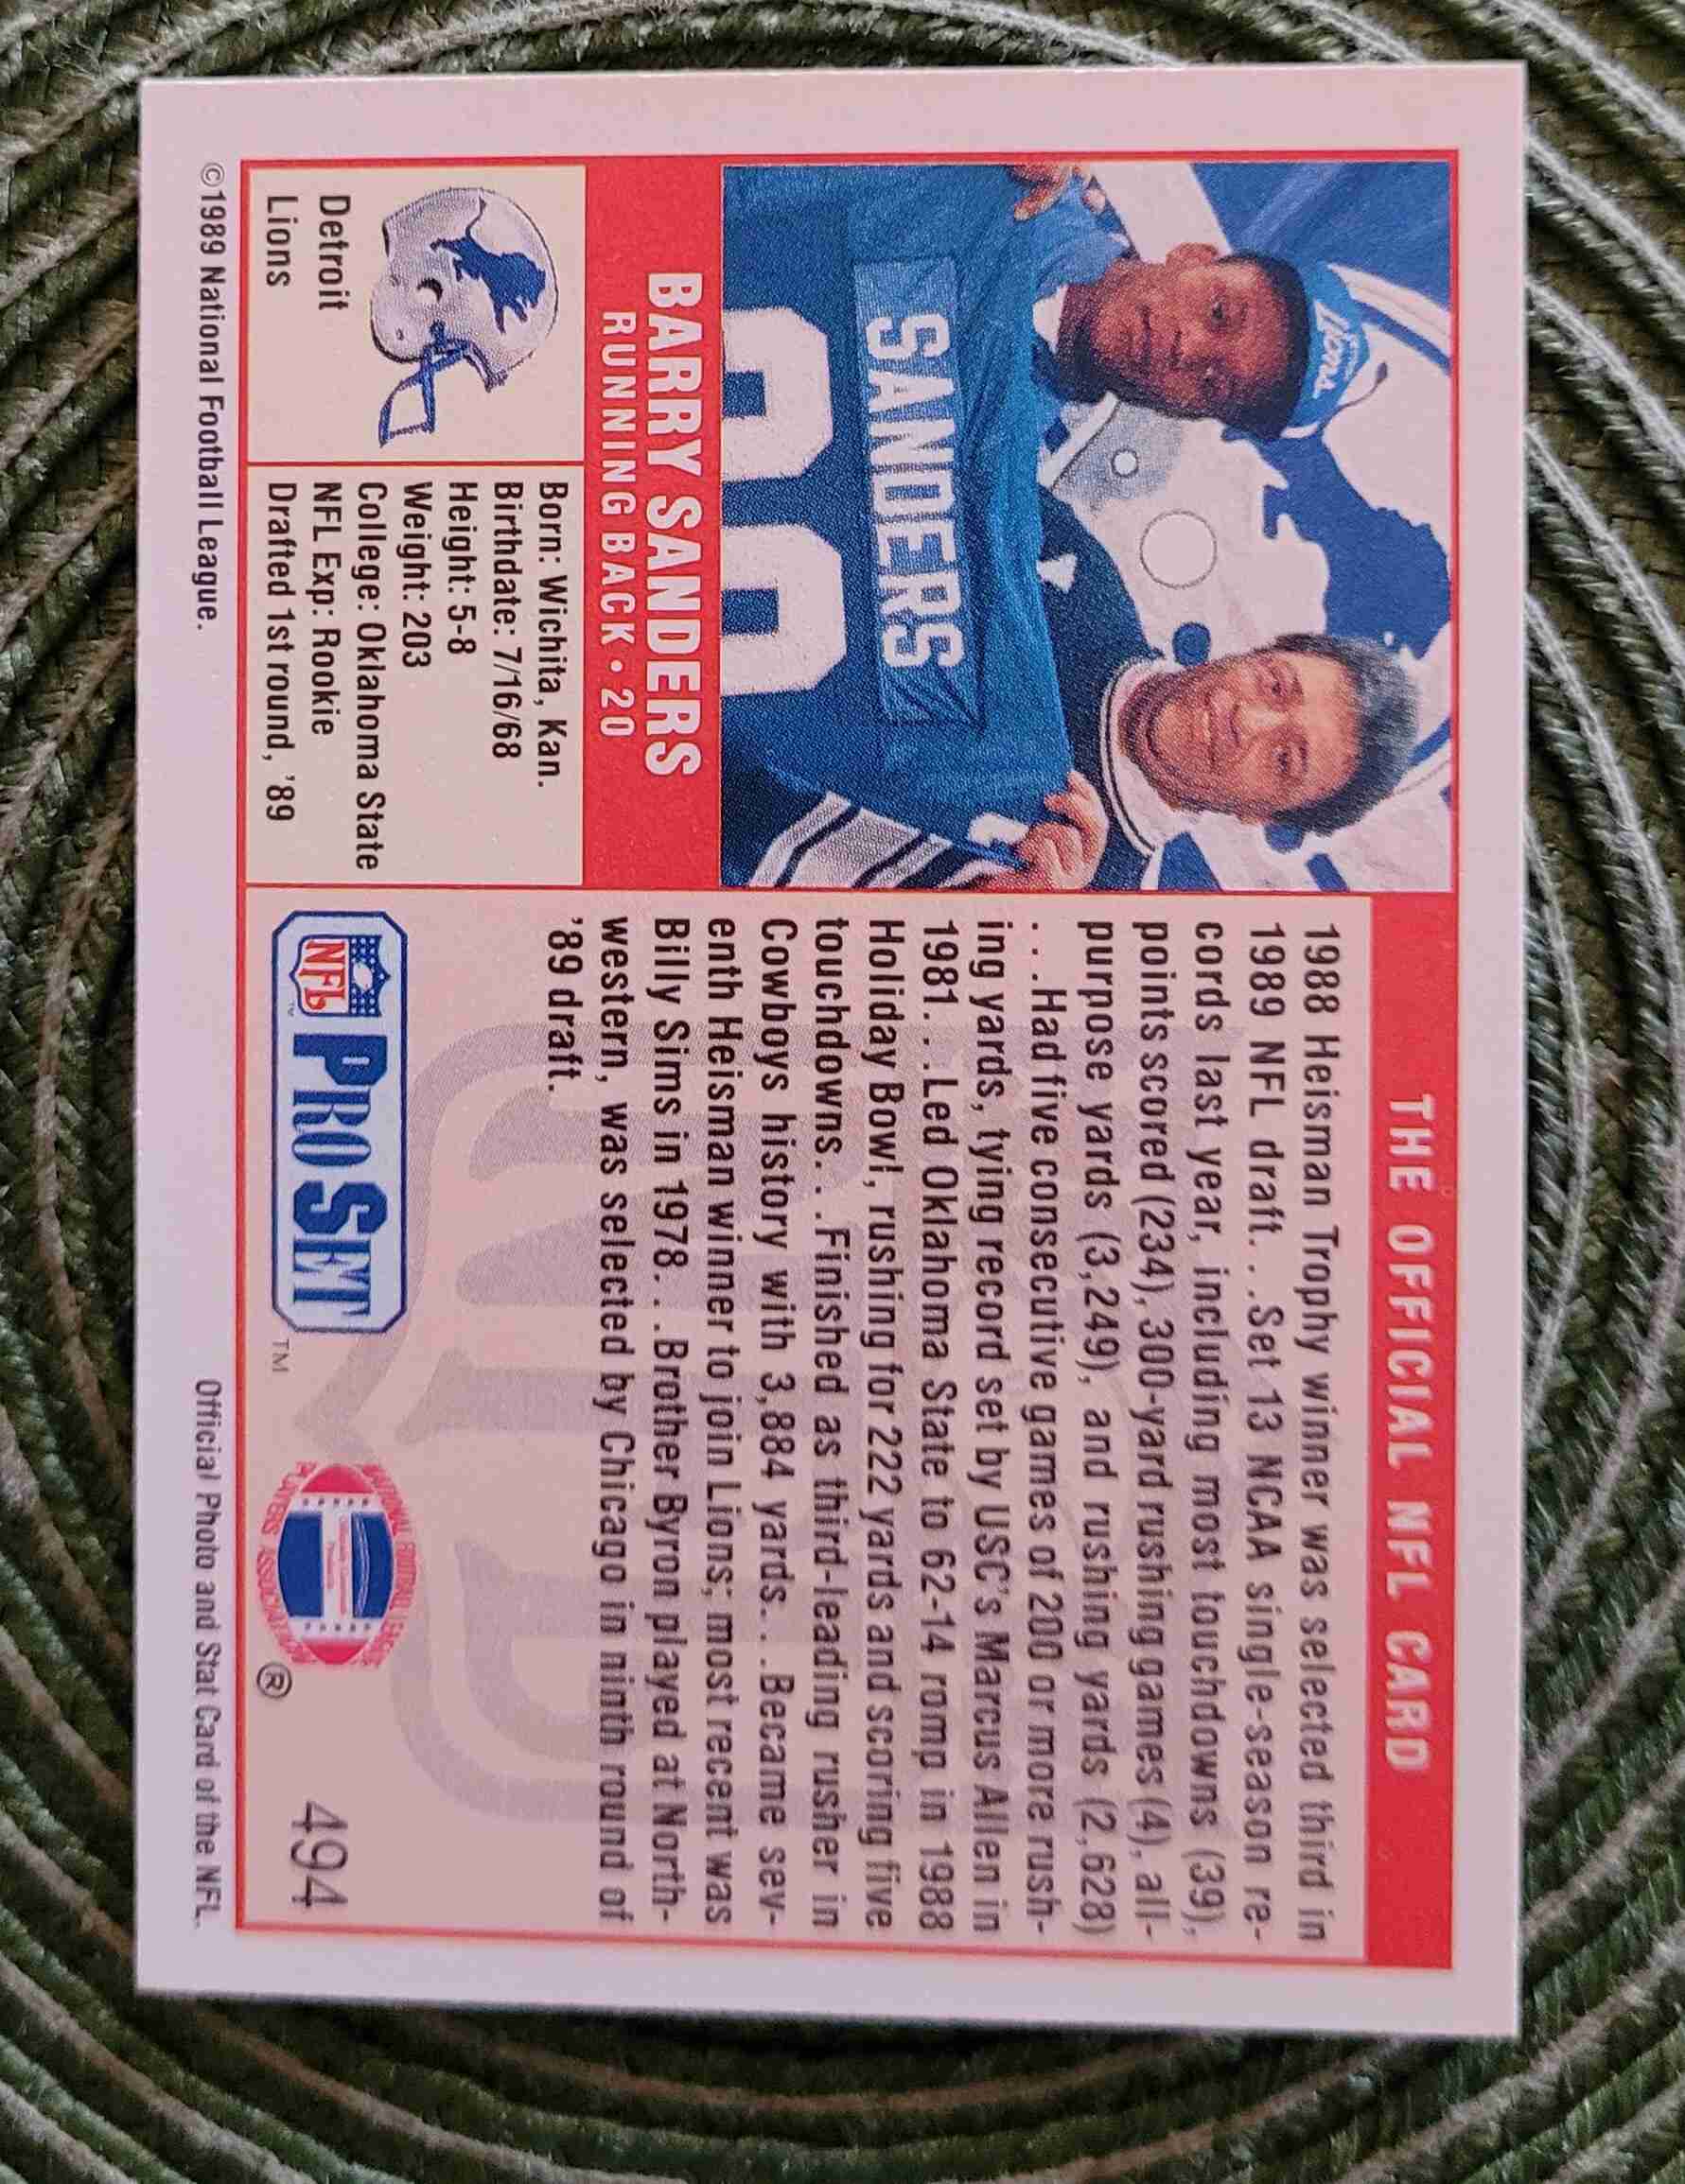 THE OFFICIAL NFL CARD
Lions
SANDERS
BARRY SANDERS
RUNNING BACK • 20
Detroit
Lions
Born: Wichita, Kan.
Birthdate: 7/16/68
Height: 5-8
Weight: 203
College: Oklahoma State
NFL Exp: Rookie
Drafted 1st round, '89
1988 Heisman Trophy winner was selected third in
1989 NFL draft. . .Set 13 NCAA single-season re-
cords last year, including most touchdowns (39),
points scored (234), 300-yard rushing games (4), all-
purpose yards (3,249), and rushing yards (2,628)
. . .Had five consecutive games of 200 or more rush-
ing yards, tying record set by USC's Marcus Allen in
1981. . .Led Oklahoma State to 62-14 romp in 1988
Holiday Bowl, rushing for 222 yards and scoring five
touchdowns. . .Finished as third-leading rusher in
Cowboys history with 3,884 yards. . .Became sev-
enth Heisman winner to join Lions; most recent was
Billy Sims in 1978. . .Brother Byron played at North-
western, was selected by Chicago in ninth round of
'89 draft.
NFL PRO SET TM
NATIONAL FOOTBALL LEAGUE
PLAYERS ASSOCIATION
®
494
©1989 National Football League.
Official Photo and Stat Card of the NFL.